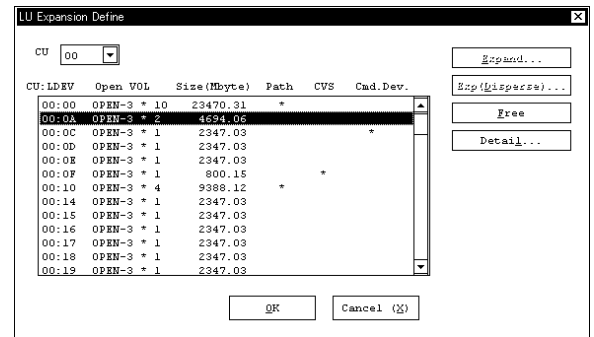 LU Expansion Define
CU 00
Expand...
CU:LDEV Open VOL Size(Mbyte) Path CVS Cmd.Dev.
Exp(Disperse)...
00:00 OPEN-3 * 10 23470.31 *
Free
00:0A OPEN-3 * 2 4694.06
00:0C OPEN-3 * 1 2347.03 *
Detail...
00:0D OPEN-3 * 1 2347.03
00:0E OPEN-3 * 1 2347.03
00:0F OPEN-3 * 1 800.15 *
00:10 OPEN-3 * 4 9388.12 *
00:14 OPEN-3 * 1 2347.03
00:15 OPEN-3 * 1 2347.03
00:16 OPEN-3 * 1 2347.03
00:17 OPEN-3 * 1 2347.03
00:18 OPEN-3 * 1 2347.03
00:19 OPEN-3 * 1 2347.03
OK Cancel (X)